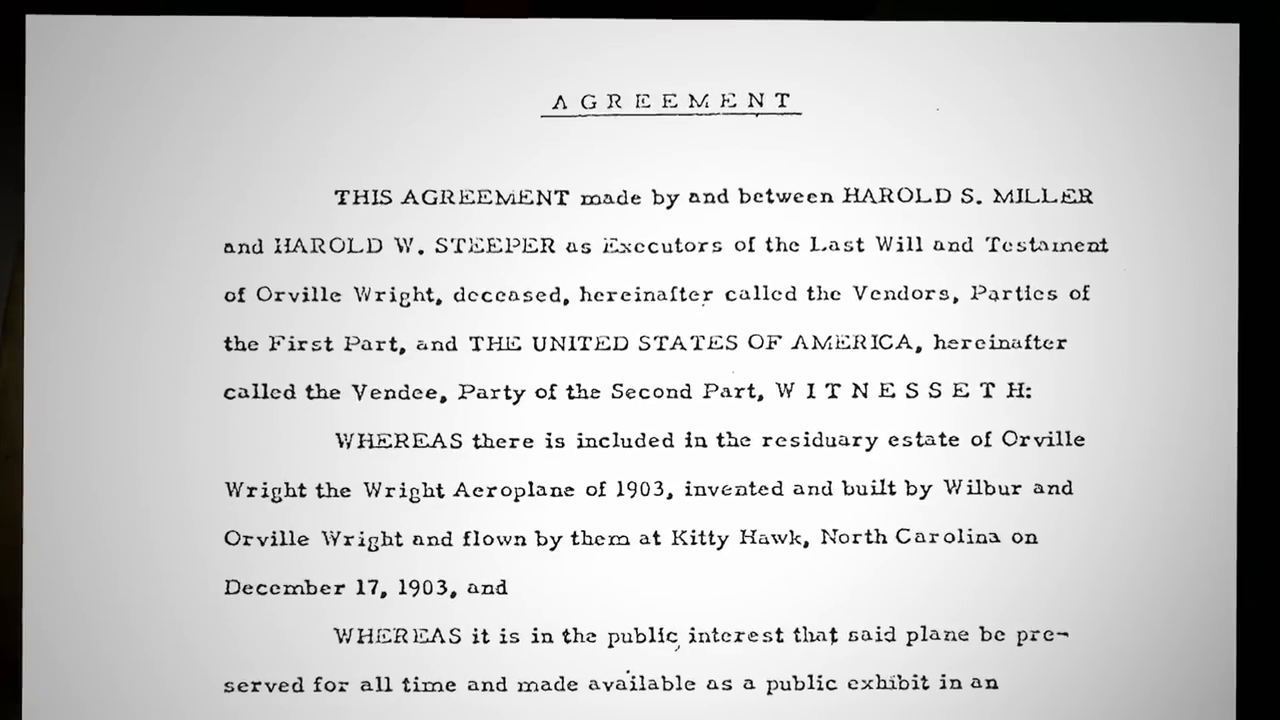 A G R E E M E N T
THIS AGREEMENT made by and between HAROLD S. MILLER
and HAROLD W. STEEPER as Executors of the Last Will and Testament
of Orville Wright, deceased, hereinafter called the Vendors, Parties of
the First Part, and THE UNITED STATES OF AMERICA, hereinafter
called the Vendee, Party of the Second Part, W I T N E S S E T H:
WHEREAS there is included in the residuary estate of Orville
Wright the Wright Aeroplane of 1903, invented and built by Wilbur and
Orville Wright and flown by them at Kitty Hawk, North Carolina on
December 17, 1903, and
WHEREAS it is in the public interest that said plane be pre-
served for all time and made available as a public exhibit in an